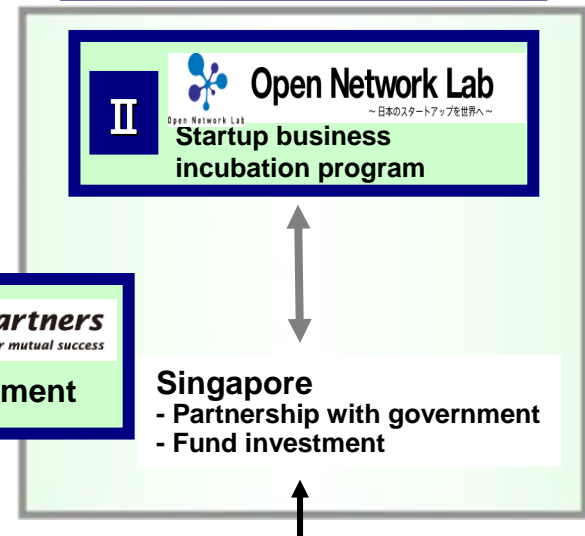 Open Network Lab
~日本のスタートアップを世界へ~
Open Network Lab
Ⅱ
Startup business
incubation program
artners
r mutual success
ment
Singapore
- Partnership with government
- Fund investment